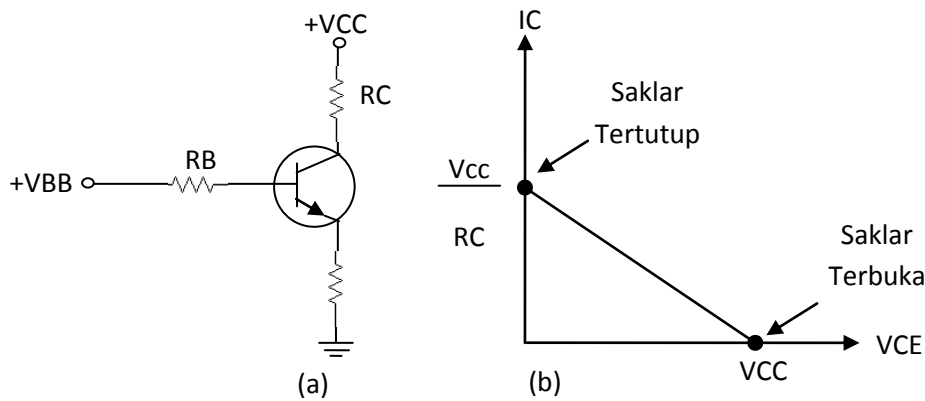 +VCC
RC
RB
+VBB
(a)
IC
Saklar
Tertutup
Vcc
RC
Saklar
Terbuka
VCC
VCE
(b)